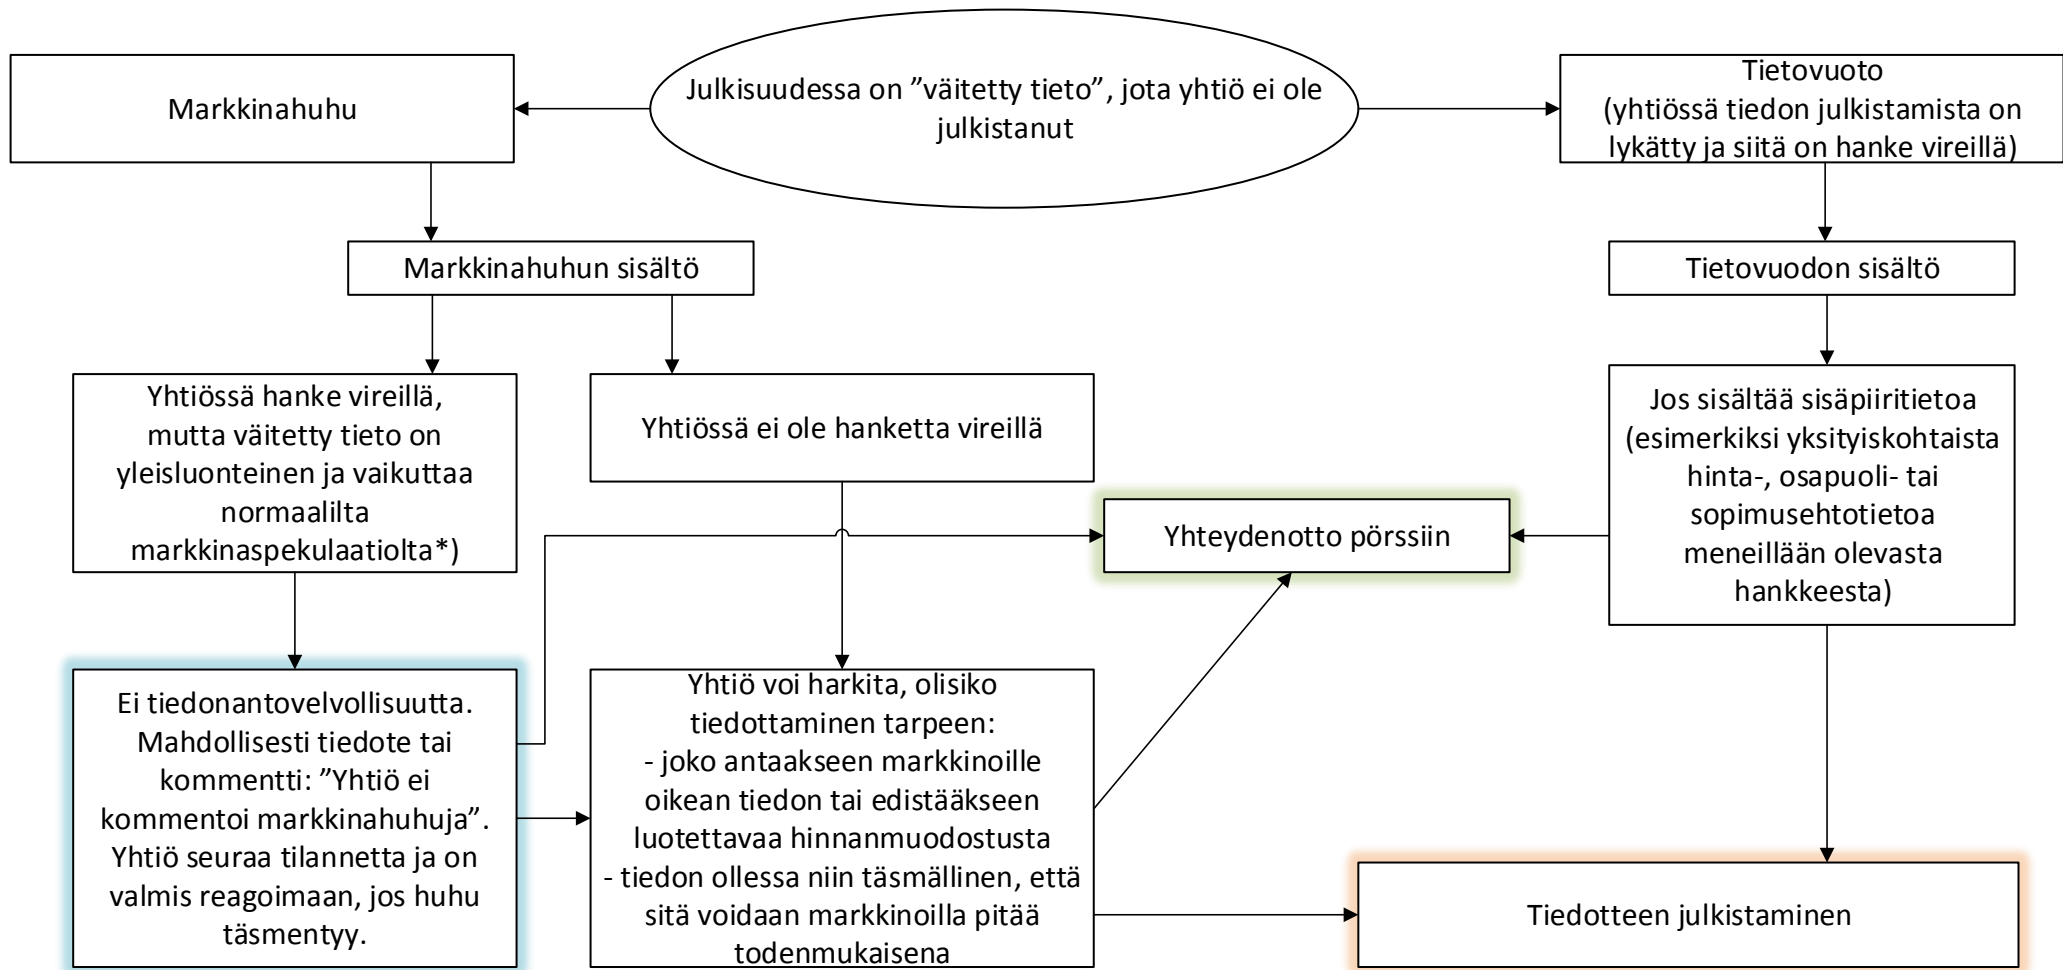 Markkinahuhu
Julkisuudessa on ”väitetty tieto”, jota yhtiö ei ole
julkistanut
Tietovuoto
(yhtiössä tiedon julkistamista on
lykätty ja siitä on hanke vireillä)
Markkinahuhun sisältö
Tietovuodon sisältö
Yhtiössä hanke vireillä,
mutta väitetty tieto on
yleisluonteinen ja vaikuttaa
normaalilta
markkinaspekulaatiolta*)
Yhtiössä ei ole hanketta vireillä
Jos sisältää sisäpiiritietoa
(esimerkiksi yksityiskohtaista
hinta-, osapuoli- tai
sopimusehtotietoa
meneillään olevasta
hankkeesta)
Yhteydenotto pörssiin
Ei tiedonantovelvollisuutta.
Mahdollisesti tiedote tai
kommentti: ”Yhtiö ei
kommentoi markkinahuhuja”.
Yhtiö seuraa tilannetta ja on
valmis reagoimaan, jos huhu
täsmentyy.
Yhtiö voi harkita, olisiko
tiedottaminen tarpeen:
- joko antaakseen markkinoille
oikean tiedon tai edistääkseen
luotettavaa hinnanmuodostusta
- tiedon ollessa niin täsmällinen, että
sitä voidaan markkinoilla pitää
todenmukaisena
Tiedotteen julkistaminen